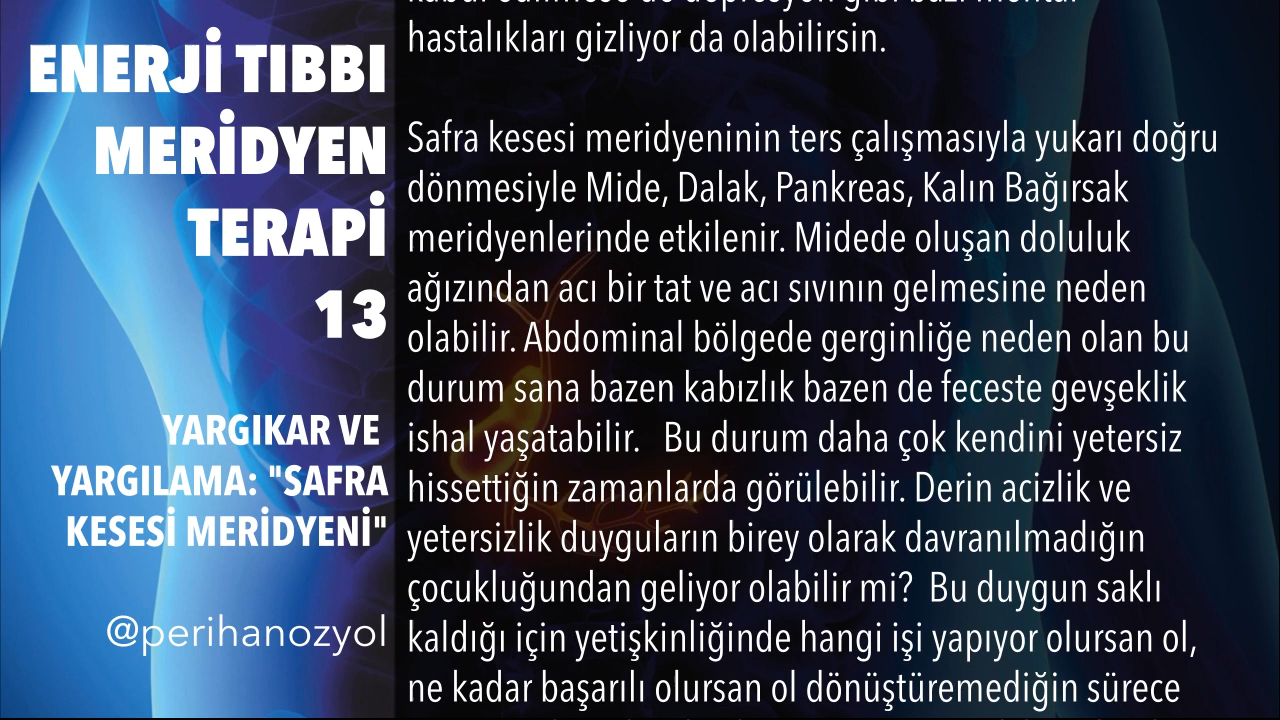 ENERJİ TIBBI
MERİDYEN
TERAPİ
13
YARGIKAR VE
YARGILAMA: "SAFRA
KESESİ MERİDYENİ"
@perihanozyol
hastalıkları gizliyor da olabilirsin.
Safra kesesi meridyeninin ters çalışmasıyla yukarı doğru
dönmesiyle Mide, Dalak, Pankreas, Kalın Bağırsak
meridyenlerinde etkilenir. Midede oluşan doluluk
ağızından acı bir tat ve acı sıvının gelmesine neden
olabilir. Abdominal bölgede gerginliğe neden olan bu
durum sana bazen kabızlık bazen de feceste gevşeklik
ishal yaşatabilir.   Bu durum daha çok kendini yetersiz
hissettiğin zamanlarda görülebilir. Derin acizlik ve
yetersizlik duyguların birey olarak davranılmadığın
çocukluğundan geliyor olabilir mi?  Bu duygun saklı
kaldığı için yetişkinliğinde hangi işi yapıyor olursan ol,
ne kadar başarılı olursan ol dönüştüremediğin sürece